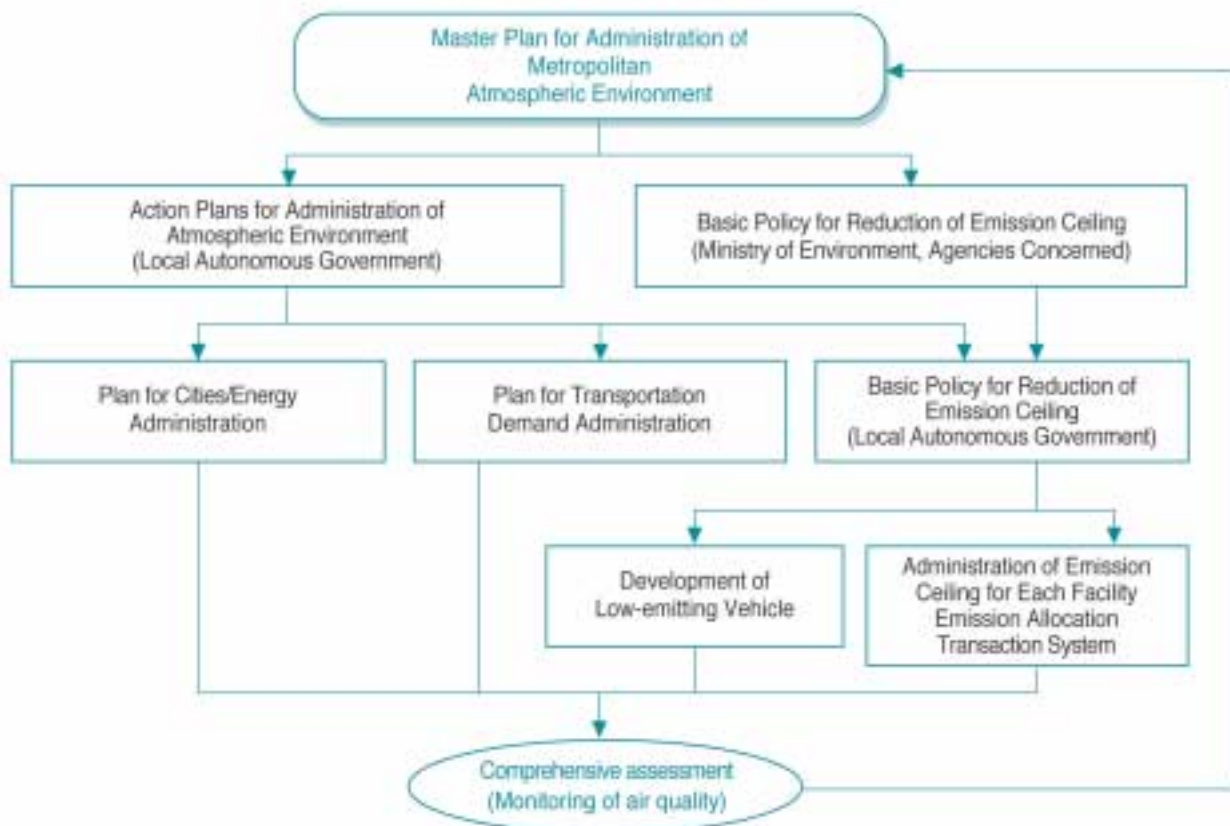 Master Plan for Administration of
Metropolitan
Atmospheric Environment
Action Plans for Administration of
Atmospheric Environment
(Local Autonomous Government)
Basic Policy for Reduction of Emission Ceiling
(Ministry of Environment, Agencies Concerned)
Plan for Cities/Energy
Administration
Plan for Transportation
Demand Administration
Basic Policy for Reduction of
Emission Ceiling
(Local Autonomous Government)
Development of
Low-emitting Vehicle
Administration of Emission
Ceiling for Each Facility
Emission Allocation
Transaction System
Comprehensive assessment
(Monitoring of air quality)